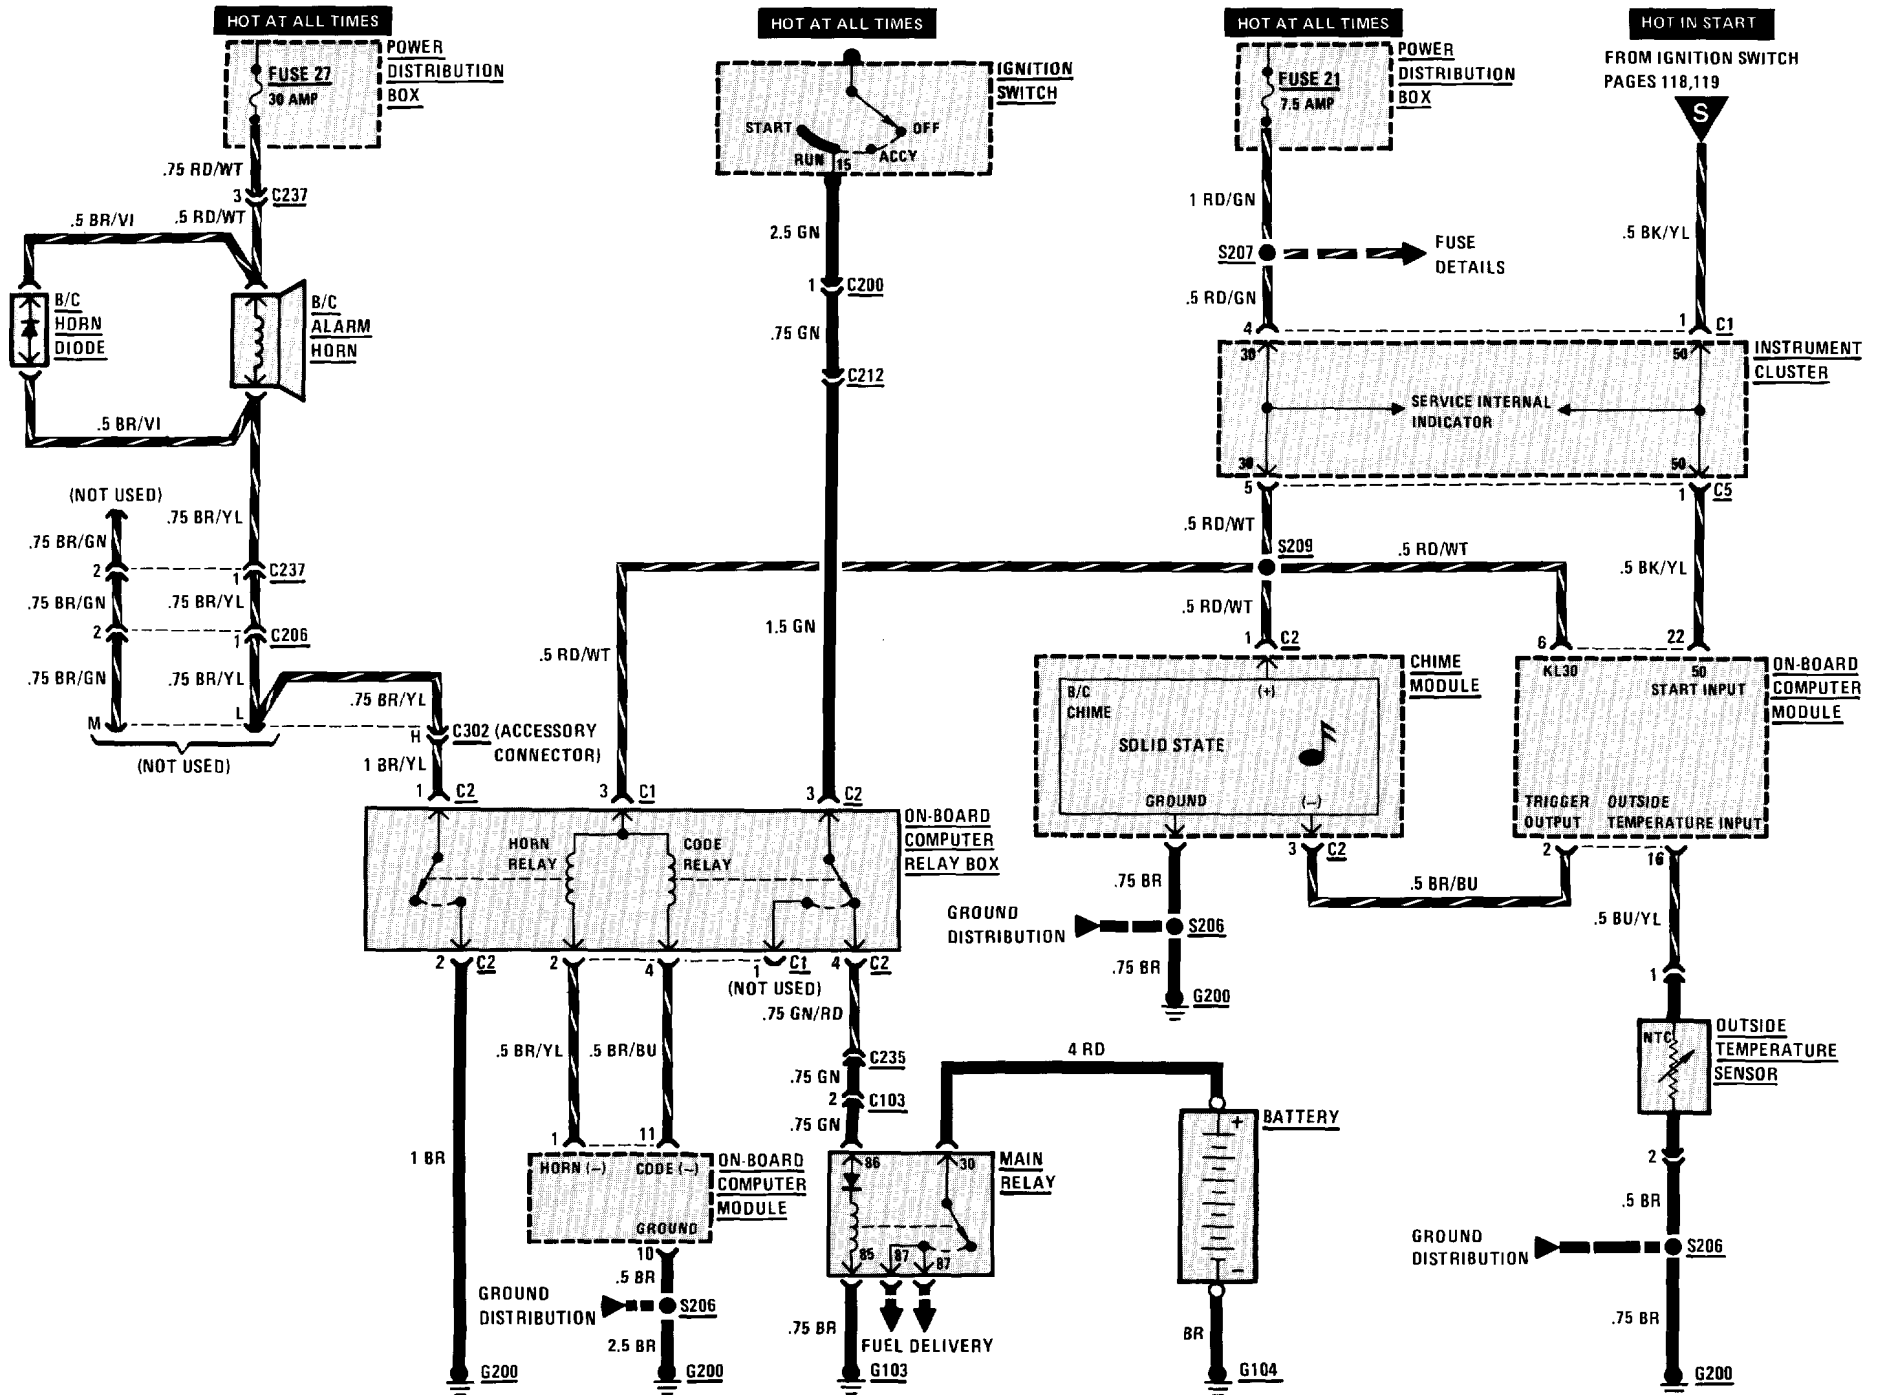 HOT AT ALL TIMES
POWER
DISTRIBUTION
BOX
FUSE 27
30 AMP
.75 RD/WT
3
C237
.5 BR/VI
.5 RD/WT
B/C
HORN
DIODE
B/C
ALARM
HORN
.5 BR/VI
(NOT USED)
.75 BR/YL
.75 BR/GN
2
1
C237
.75 BR/GN
.75 BR/YL
2
1
C206
.75 BR/GN
.75 BR/YL
.75 BR/YL
M
L
H
C302 (ACCESSORY
CONNECTOR)
(NOT USED)
1 BR/YL
1
C2
HOT AT ALL TIMES
IGNITION
SWITCH
START
OFF
RUN
15
ACCY
2.5 GN
1
C200
.75 GN
C212
1.5 GN
.5 RD/WT
3
C1
3
C2
HOT AT ALL TIMES
POWER
DISTRIBUTION
BOX
FUSE 21
7.5 AMP
1 RD/GN
S207
FUSE
DETAILS
.5 RD/GN
HOT IN START
FROM IGNITION SWITCH
PAGES 118,119
S
.5 BK/YL
4
1
C1
30
50
INSTRUMENT
CLUSTER
SERVICE INTERNAL
INDICATOR
30
50
5
1
C5
.5 RD/WT
S209
.5 RD/WT
.5 BK/YL
.5 RD/WT
1
C2
6
22
CHIME
MODULE
B/C
CHIME
(+)
SOLID STATE
GROUND
(–)
KL30
50
START INPUT
ON-BOARD
COMPUTER
MODULE
TRIGGER
OUTPUT
OUTSIDE
TEMPERATURE INPUT
3
C2
2
16
.75 BR
.5 BR/BU
GROUND
DISTRIBUTION
S206
.75 BR
G200
.5 BU/YL
1
NTC
OUTSIDE
TEMPERATURE
SENSOR
2
.5 BR
GROUND
DISTRIBUTION
S206
.75 BR
G200
HORN
RELAY
CODE
RELAY
ON-BOARD
COMPUTER
RELAY BOX
2
C2
2
4
1
C1
4
C2
(NOT USED)
.75 GN/RD
.5 BR/YL
.5 BR/BU
C235
.75 GN
2
C103
.75 GN
4 RD
1
11
1 BR
HORN (–)
CODE (–)
GROUND
ON-BOARD
COMPUTER
MODULE
10
.5 BR
GROUND
DISTRIBUTION
S206
2.5 BR
G200
G200
86
30
MAIN
RELAY
85
87
87
.75 BR
FUEL DELIVERY
G103
BATTERY
+
–
BR
G104